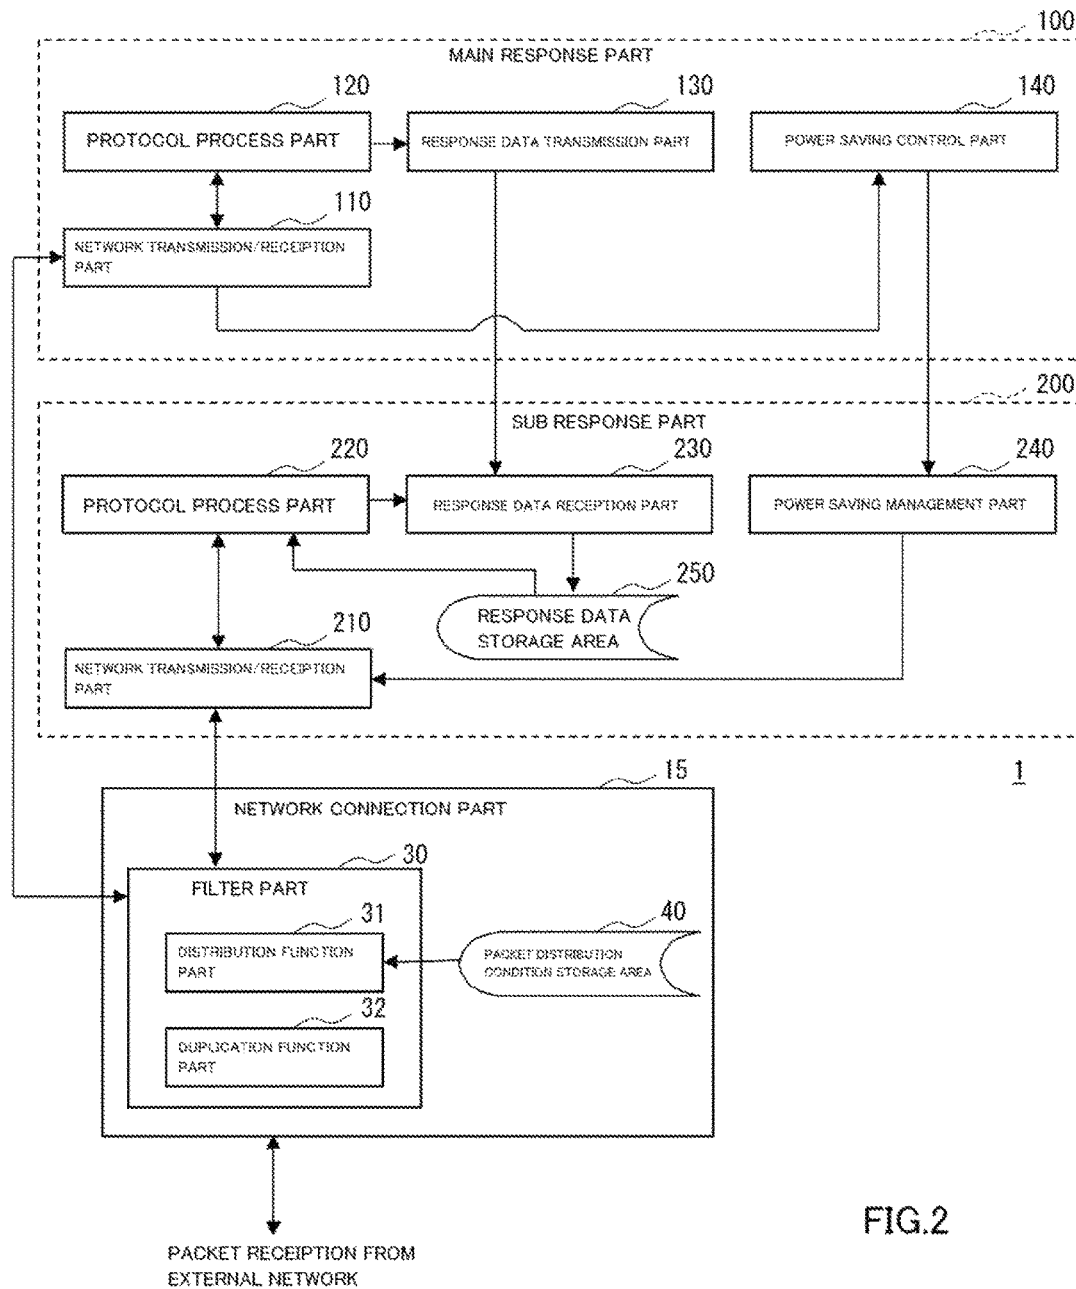 100
MAIN RESPONSE PART
120
130
140
PROTOCOL PROCESS PART
RESPONSE DATA TRANSMISSION PART
POWER SAVING CONTROL PART
110
NETWORK TRANSMISSION/RECEIPTION
PART
200
SUB RESPONSE PART
220
230
240
PROTOCOL PROCESS PART
RESPONSE DATA RECEPTION PART
POWER SAVING MANAGEMENT PART
250
RESPONSE DATA
STORAGE AREA
210
NETWORK TRANSMISSION/RECEIPTION
PART
15
1
NETWORK CONNECTION PART
30
FILTER PART
31
40
DISTRIBUTION FUNCTION
PART
PACKET DISTRIBUTION
CONDITION STORAGE AREA
32
DUPLICATION FUNCTION
PART
FIG.2
PACKET RECEIPTION FROM
EXTERNAL NETWORK